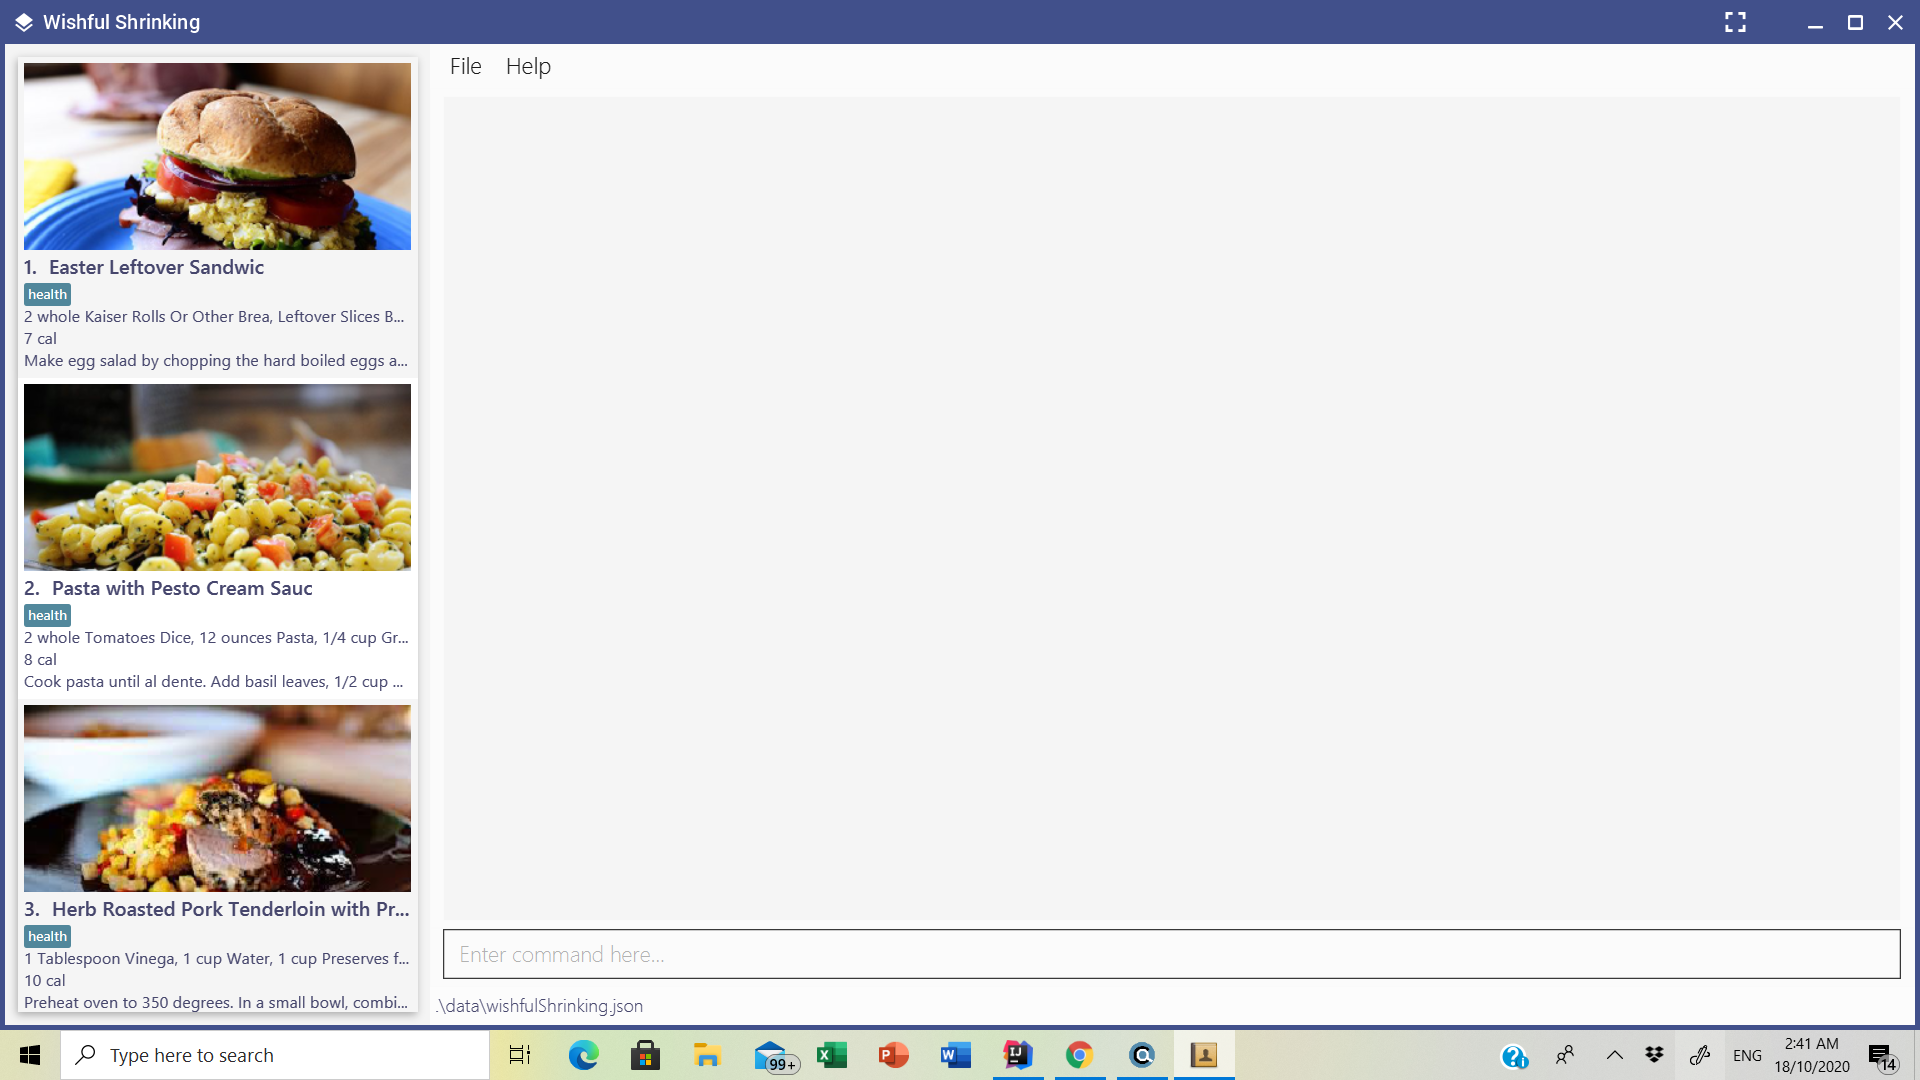 Wishful Shrinking
File Help
1. Easter Leftover Sandwic
health
2 whole Kaiser Rolls Or Other Brea, Leftover Slices B...
7 cal
Make egg salad by chopping the hard boiled eggs a...
2. Pasta with Pesto Cream Sauc
health
2 whole Tomatoes Dice, 12 ounces Pasta, 1/4 cup Gr...
8 cal
Cook pasta until al dente. Add basil leaves, 1/2 cup ...
3. Herb Roasted Pork Tenderloin with Pr...
health
1 Tablespoon Vinega, 1 cup Water, 1 cup Preserves f...
10 cal
Preheat oven to 350 degrees. In a small bowl, combi...
Enter command here...
.\data\wishfulShrinking.json
Type here to search
99+
ENG
2:41 AM
18/10/2020
14